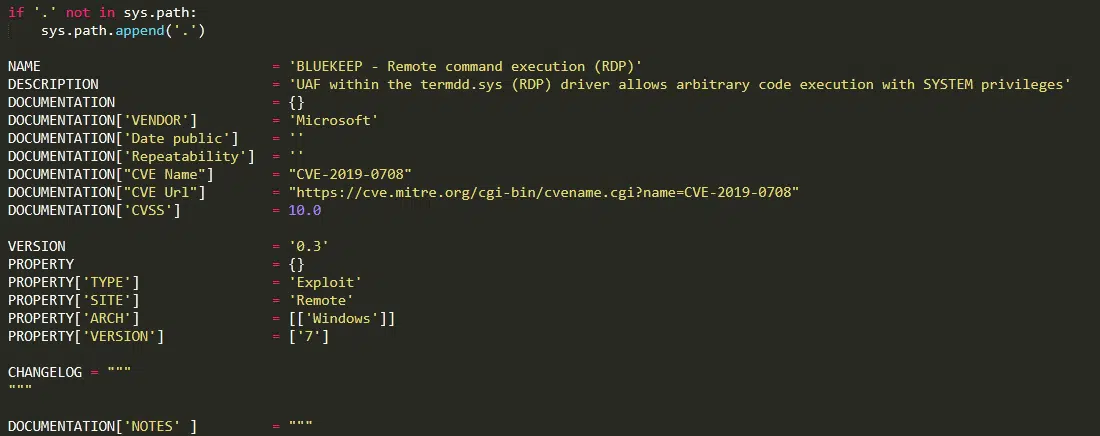 if '.' not in sys.path:
    sys.path.append('.')
NAME = 'BLUEKEEP - Remote command execution (RDP)'
DESCRIPTION = 'UAF within the termdd.sys (RDP) driver allows arbitrary code execution with SYSTEM privileges'
DOCUMENTATION = {}
DOCUMENTATION['VENDOR'] = 'Microsoft'
DOCUMENTATION['Date public'] = ''
DOCUMENTATION['Repeatability'] = ''
DOCUMENTATION["CVE Name"] = "CVE-2019-0708"
DOCUMENTATION["CVE Url"] = "https://cve.mitre.org/cgi-bin/cvename.cgi?name=CVE-2019-0708"
DOCUMENTATION['CVSS'] = 10.0
VERSION = '0.3'
PROPERTY = {}
PROPERTY['TYPE'] = 'Exploit'
PROPERTY['SITE'] = 'Remote'
PROPERTY['ARCH'] = [['Windows']]
PROPERTY['VERSION'] = ['7']
CHANGELOG = """
"""
DOCUMENTATION['NOTES' ] = """